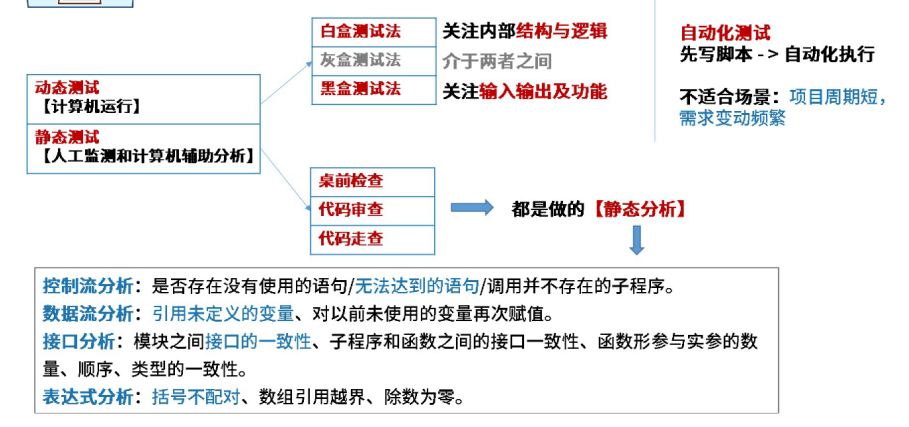 白盒测试法 关注内部结构与逻辑
灰盒测试法 介于两者之间
黑盒测试法 关注输入输出及功能
自动化测试
先写脚本 -> 自动化执行
不适合场景：项目周期短，
需求变动频繁
动态测试
【计算机运行】
静态测试
【人工监测和计算机辅助分析】
桌前检查
代码审查
代码走查
都是做的【静态分析】
控制流分析：是否存在没有使用的语句/无法达到的语句/调用并不存在的子程序。
数据流分析：引用未定义的变量、对以前未使用的变量再次赋值。
接口分析：模块之间接口的一致性、子程序和函数之间的接口一致性、函数形参与实参的数
量、顺序、类型的一致性。
表达式分析：括号不配对、数组引用越界、除数为零。